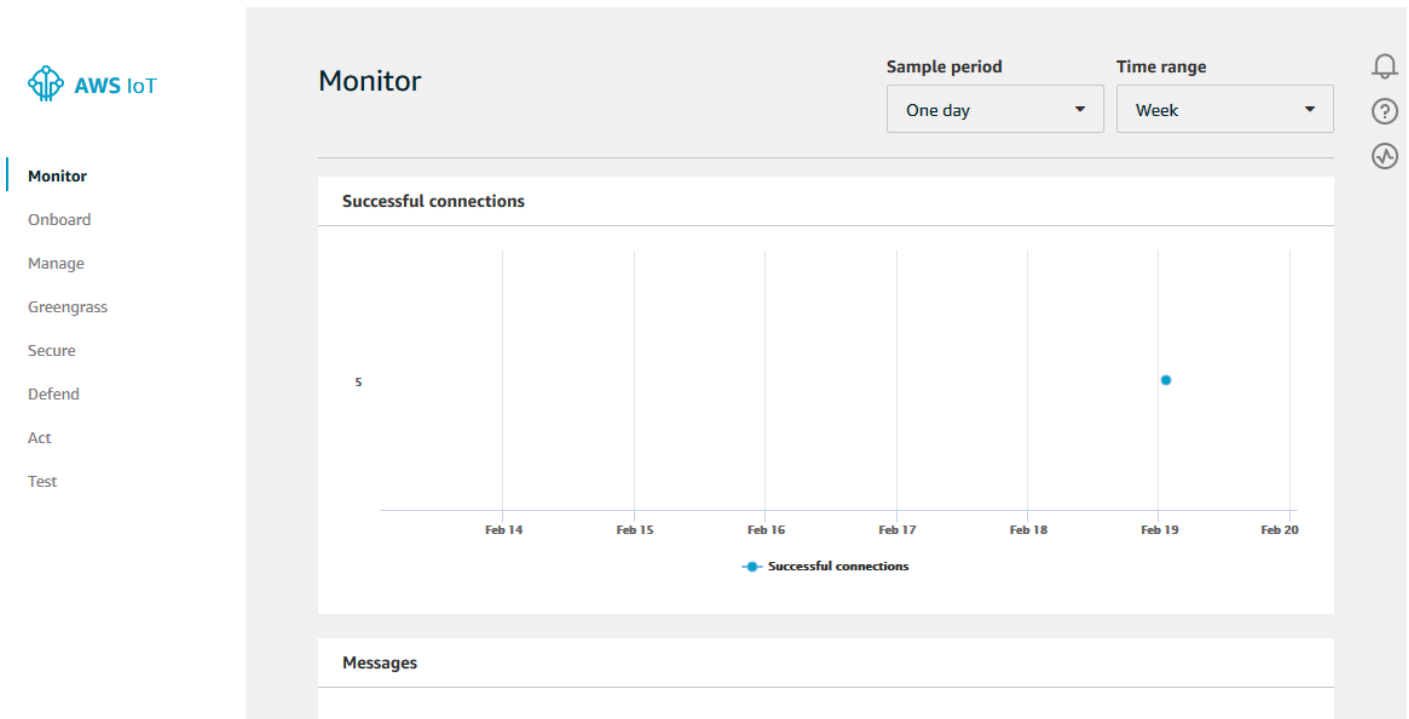 AWS IoT
Monitor
Onboard
Manage
Greengrass
Secure
Defend
Act
Test
Monitor
Sample period
One day
Time range
Week
Successful connections
5
Feb 14 Feb 15 Feb 16 Feb 17 Feb 18 Feb 19 Feb 20
Successful connections
Messages